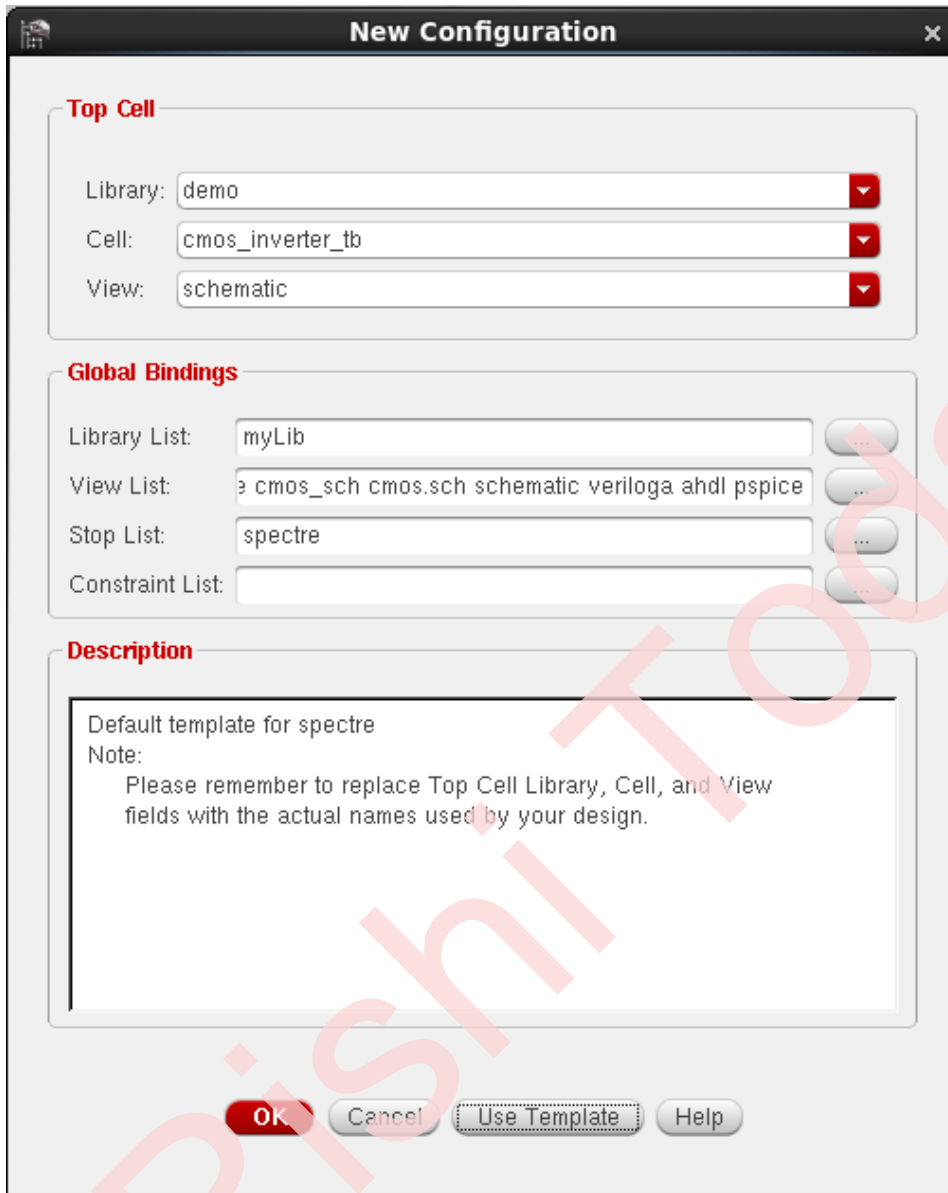 New Configuration
Top Cell
Library: demo
Cell: cmos_inverter_tb
View: schematic
Global Bindings
Library List: myLib ...
View List: e cmos_sch cmos.sch schematic veriloga ahdl pspice ...
Stop List: spectre ...
Constraint List: ...
Description
Default template for spectre
Note:
Please remember to replace Top Cell Library, Cell, and View
fields with the actual names used by your design.
OK Cancel Use Template Help
Rishi Toda